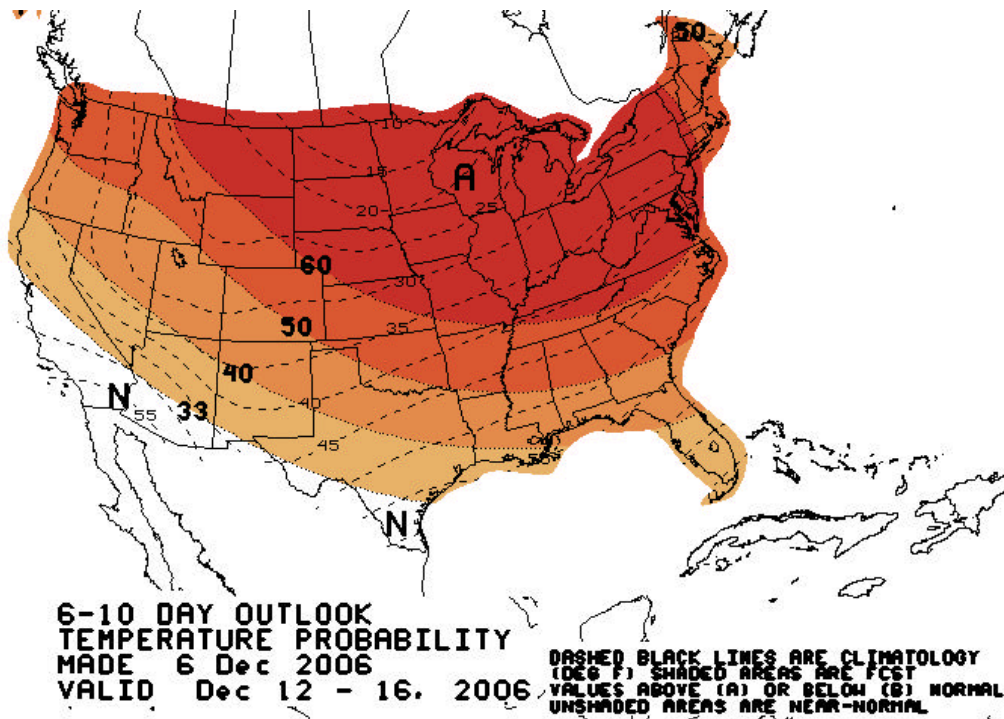 50
10
15
A
20
25
60
30
50
35
40
40
N
55
33
45
50
N
6-10 DAY OUTLOOK
TEMPERATURE PROBABILITY
MADE 6 Dec 2006
VALID Dec 12 - 16, 2006
DASHED BLACK LINES ARE CLIMATOLOGY
(DEG F) SHADED AREAS ARE FCST
VALUES ABOVE (A) OR BELOW (B) NORMAL
UNSHADED AREAS ARE NEAR-NORMAL